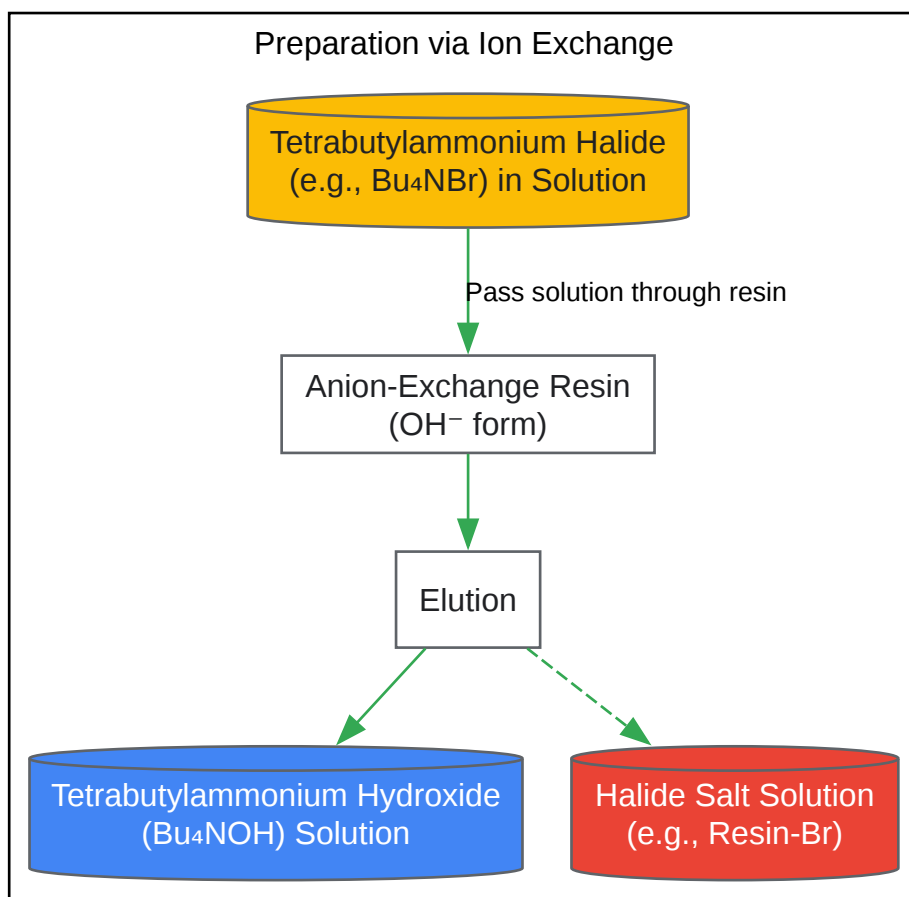 Preparation via Ion Exchange
Tetrabutylammonium Halide
(e.g., Bu₄NBr) in Solution
Pass solution through resin
Anion-Exchange Resin
(OH⁻ form)
Elution
Tetrabutylammonium Hydroxide
(Bu₄NOH) Solution
Halide Salt Solution
(e.g., Resin-Br)